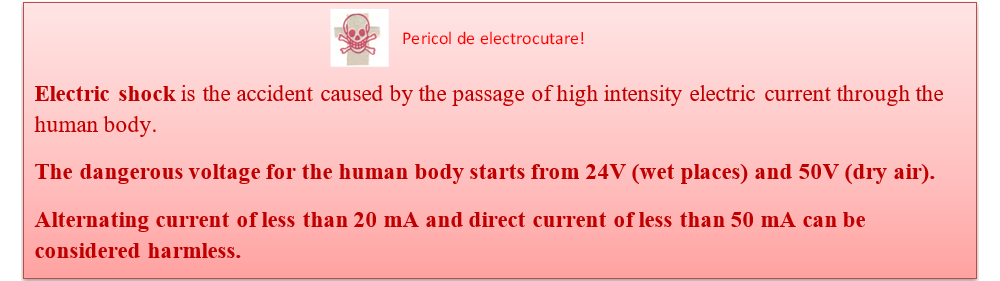 Pericol de electrocutare!
Electric shock is the accident caused by the passage of high intensity electric current through the
human body.
The dangerous voltage for the human body starts from 24V (wet places) and 50V (dry air).
Alternating current of less than 20 mA and direct current of less than 50 mA can be
considered harmless.